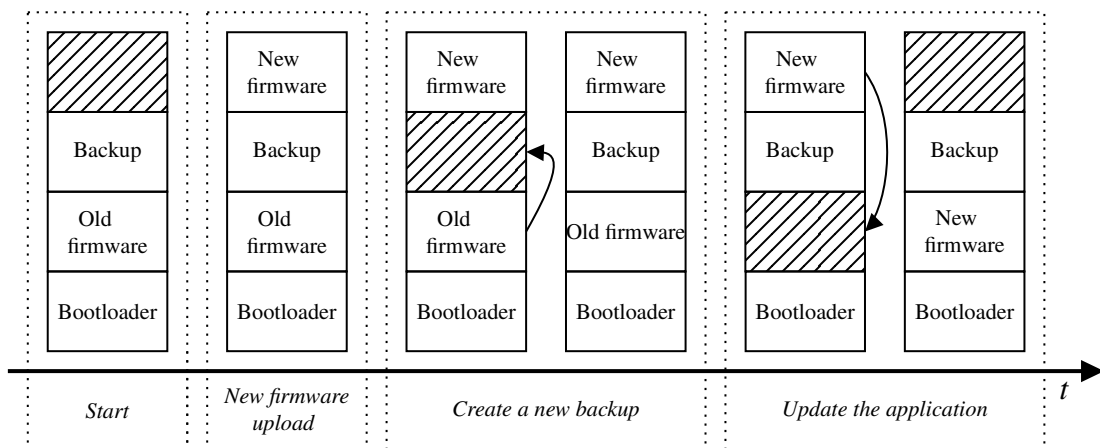 Backup
Old
firmware
Bootloader
New
firmware
Backup
Old
firmware
Bootloader
New
firmware
Old
firmware
Bootloader
New
firmware
Backup
Old firmware
Bootloader
New
firmware
Backup
Bootloader
Backup
New
firmware
Bootloader
t
Start
New firmware
upload
Create a new backup
Update the application